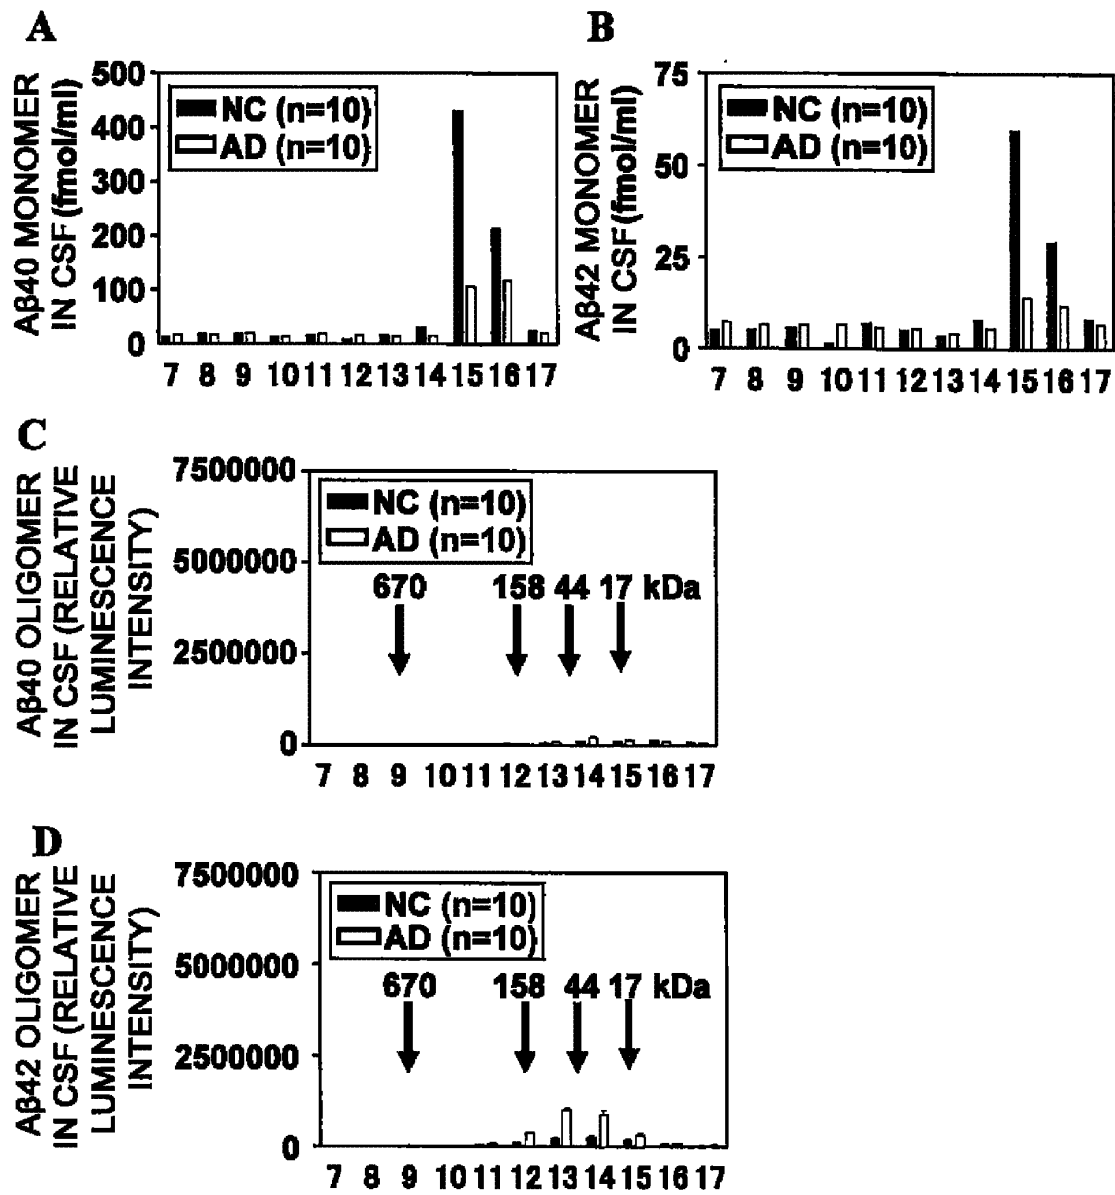 A
Aβ40 MONOMER
IN CSF (fmol/ml)
500
400
300
200
100
0
NC (n=10)
AD (n=10)
7 8 9 10 11 12 13 14 15 16 17
B
Aβ42 MONOMER
IN CSF (fmol/ml)
75
50
25
0
NC (n=10)
AD (n=10)
7 8 9 10 11 12 13 14 15 16 17
C
Aβ40 OLIGOMER
IN CSF (RELATIVE
LUMINESCENCE
INTENSITY)
7500000
5000000
2500000
0
NC (n=10)
AD (n=10)
670 158 44 17 kDa
7 8 9 10 11 12 13 14 15 16 17
D
Aβ42 OLIGOMER
IN CSF (RELATIVE
LUMINESCENCE
INTENSITY)
7500000
5000000
2500000
0
NC (n=10)
AD (n=10)
670 158 44 17 kDa
7 8 9 10 11 12 13 14 15 16 17